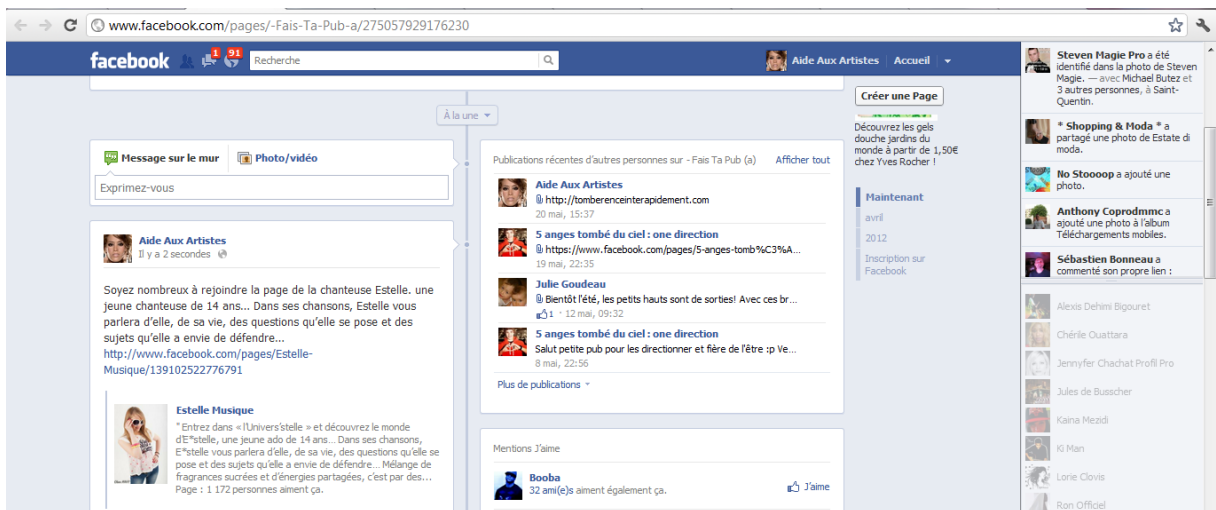 www.facebook.com/pages/-Fais-Ta-Pub-a/275057929176230
facebook
1
91
Recherche
Aide Aux Artistes
Accueil
À la une
Message sur le mur
Photo/vidéo
Exprimez-vous
Aide Aux Artistes
Il y a 2 secondes
Soyez nombreux à rejoindre la page de la chanteuse Estelle. une
jeune chanteuse de 14 ans... Dans ses chansons, Estelle vous
parlera d'elle, de sa vie, des questions qu'elle se pose et des
sujets qu'elle a envie de défendre...
http://www.facebook.com/pages/Estelle-
Musique/139102522776791
Estelle Musique
"Entrez dans « l'Univers'stelle » et découvrez le monde
d'E*stelle, une jeune ado de 14 ans... Dans ses chansons,
E*stelle vous parlera d'elle, de sa vie, des questions qu'elle se
pose et des sujets qu'elle a envie de défendre... Mélange de
fragrances sucrées et d'énergies partagées, c'est par des...
Page : 1 172 personnes aiment ça.
Publications récentes d'autres personnes sur - Fais Ta Pub (a)
Afficher tout
Aide Aux Artistes
http://tomberenceinterapidement.com
20 mai, 15:37
5 anges tombé du ciel : one direction
https://www.facebook.com/pages/5-anges-tomb%C3%A...
19 mai, 22:35
Julie Goudeau
Bientôt l'été, les petits hauts sont de sorties! Avec ces br...
1 · 12 mai, 09:32
5 anges tombé du ciel : one direction
Salut petite pub pour les directionner et fière de l'être :p Ve...
8 mai, 22:56
Plus de publications
Mentions J'aime
Booba
32 ami(e)s aiment également ça.
J'aime
Créer une Page
Découvrez les gels
douche jardins du
monde à partir de 1,50€
chez Yves Rocher !
Maintenant
avril
2012
Inscription sur
Facebook
Steven Magie Pro a été
identifié dans la photo de Steven
Magie. — avec Michael Butez et
3 autres personnes, à Saint-
Quentin.
* Shopping & Moda * a
partagé une photo de Estate di
moda.
No Stoooop a ajouté une
photo.
Anthony Coprodmmc a
ajouté une photo à l'album
Téléchargements mobiles.
Sébastien Bonneau a
commenté son propre lien :
Alexis Dehimi Bigouret
Chérile Ouattara
Jennyfer Chachat Profil Pro
Jules de Busscher
Kaina Mezidi
Ki Man
Lorie Clovis
Ron Officiel